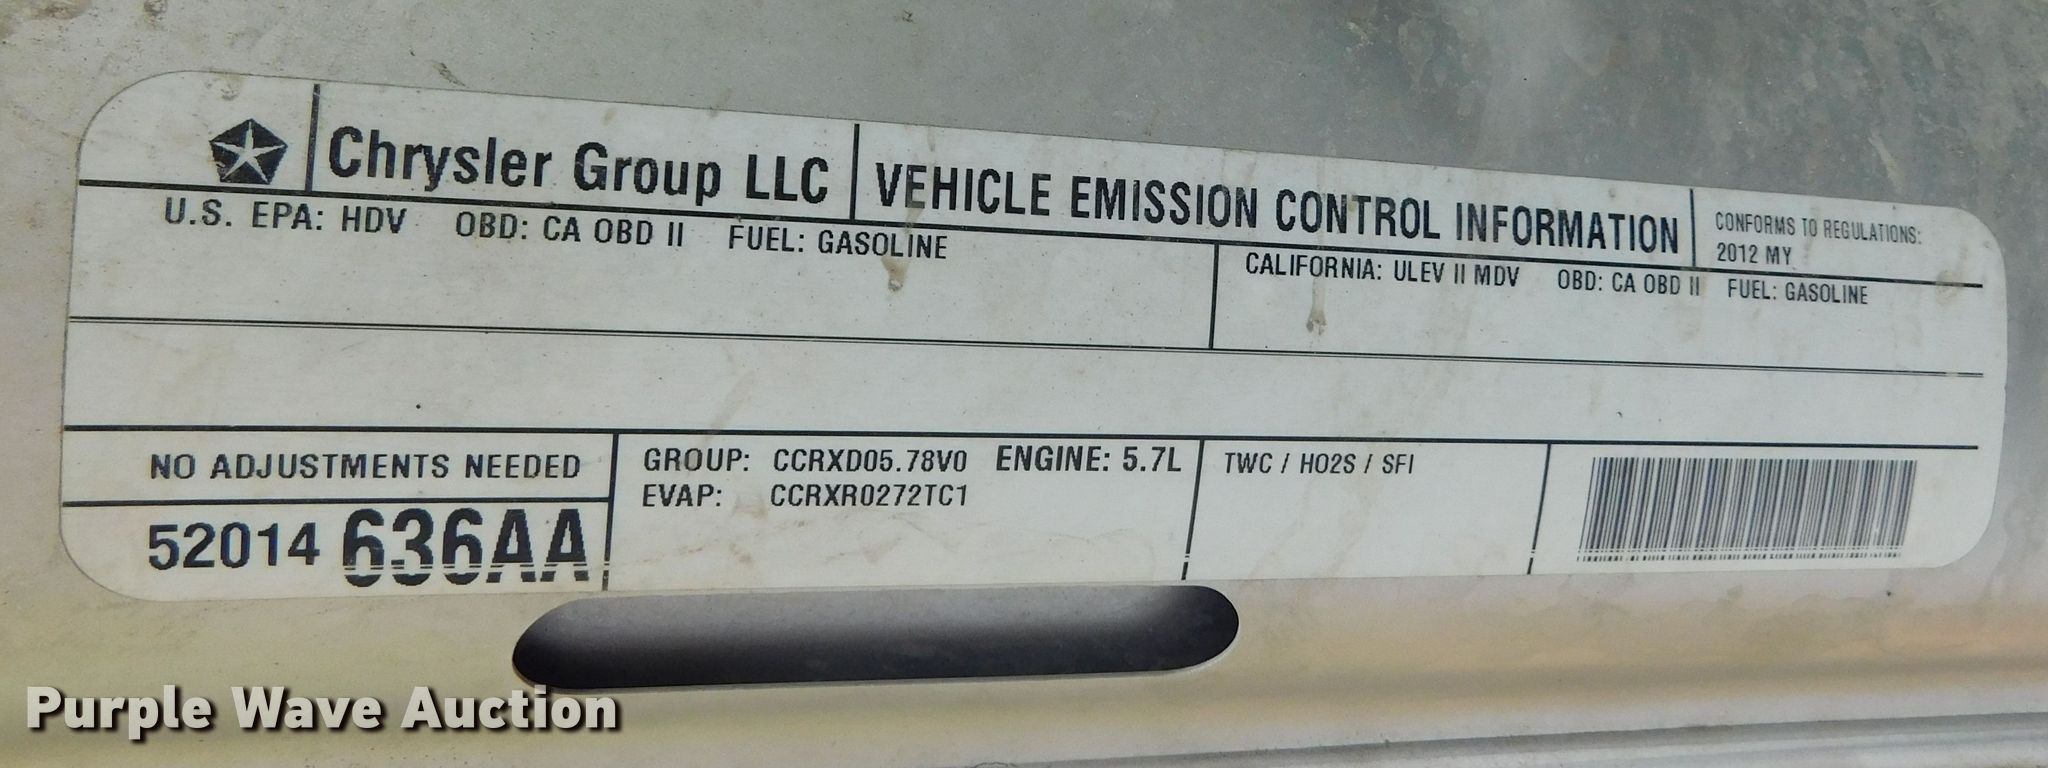 Chrysler Group LLC
VEHICLE EMISSION CONTROL INFORMATION
CONFORMS TO REGULATIONS:
2012 MY
U.S. EPA: HDV OBD: CA OBD II FUEL: GASOLINE
CALIFORNIA: ULEV II MDV OBD: CA OBD II FUEL: GASOLINE
NO ADJUSTMENTS NEEDED
52014 636AA
GROUP: CCRXD05.78V0 ENGINE: 5.7L
EVAP: CCRXR0272TC1
TWC / HO2S / SFI
Purple Wave Auction